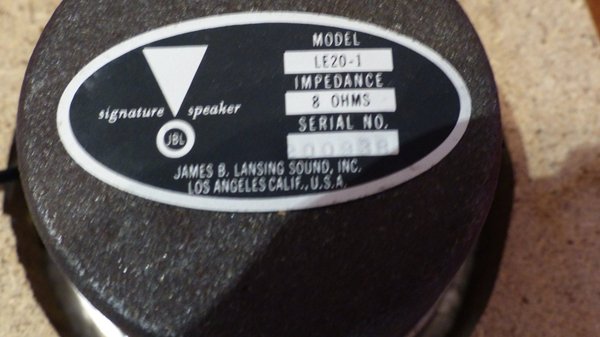 MODEL
LE20-1
IMPEDANCE
8 OHMS
SERIAL NO.
signature speaker
JBL
JAMES B. LANSING SOUND, INC.
LOS ANGELES CALIF., U.S.A.